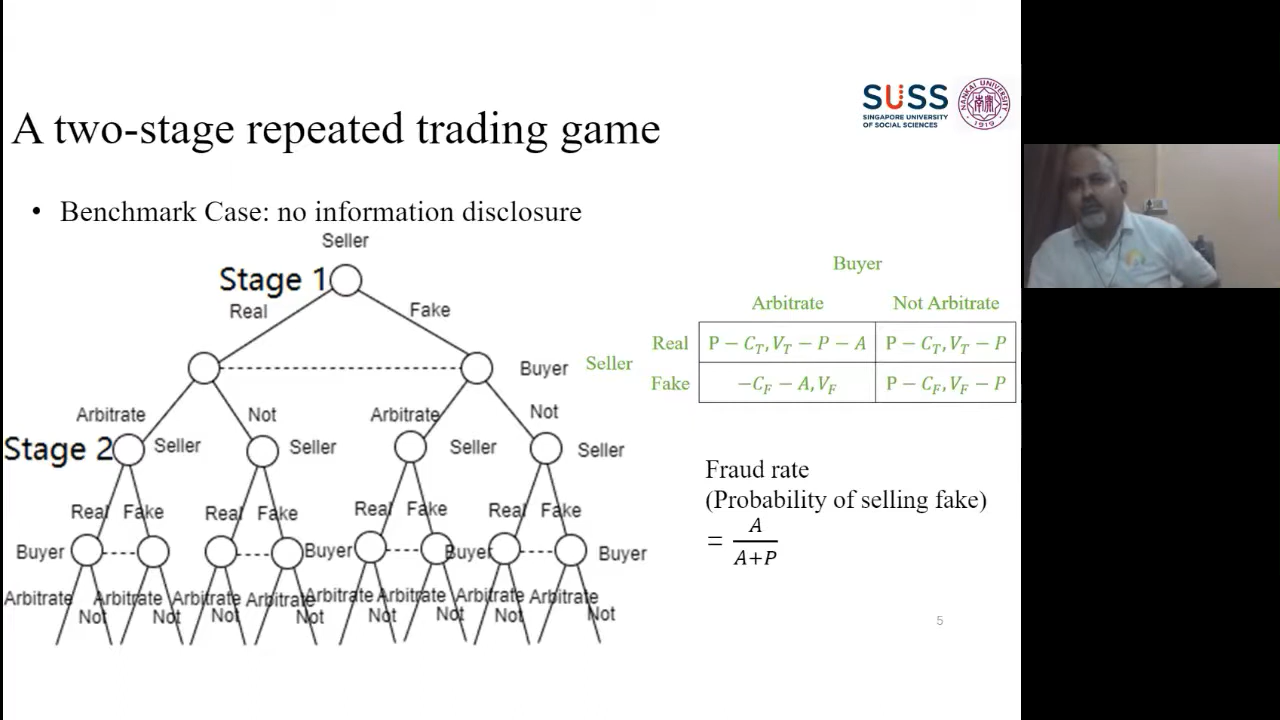 SUSS
SINGAPORE UNIVERSITY
OF SOCIAL SCIENCES
NANKAI UNIVERSITY
1919
A two-stage repeated trading game
• Benchmark Case: no information disclosure
Seller
Stage 1
Real Fake
Buyer
Arbitrate Not Arbitrate Not
Stage 2 Seller Seller Seller Seller
Real Fake Real Fake Real Fake Real Fake
Buyer Buyer Buyer Buyer
Arbitrate Arbitrate Arbitrate Arbitrate Arbitrate Arbitrate Arbitrate Arbitrate
Not Not Not Not Not Not Not Not
Buyer
Arbitrate Not Arbitrate
Seller
Real P − C_T, V_T − P − A P − C_T, V_T − P
Fake −C_F − A, V_F P − C_F, V_F − P
Fraud rate
(Probability of selling fake)
= A
A+P
5